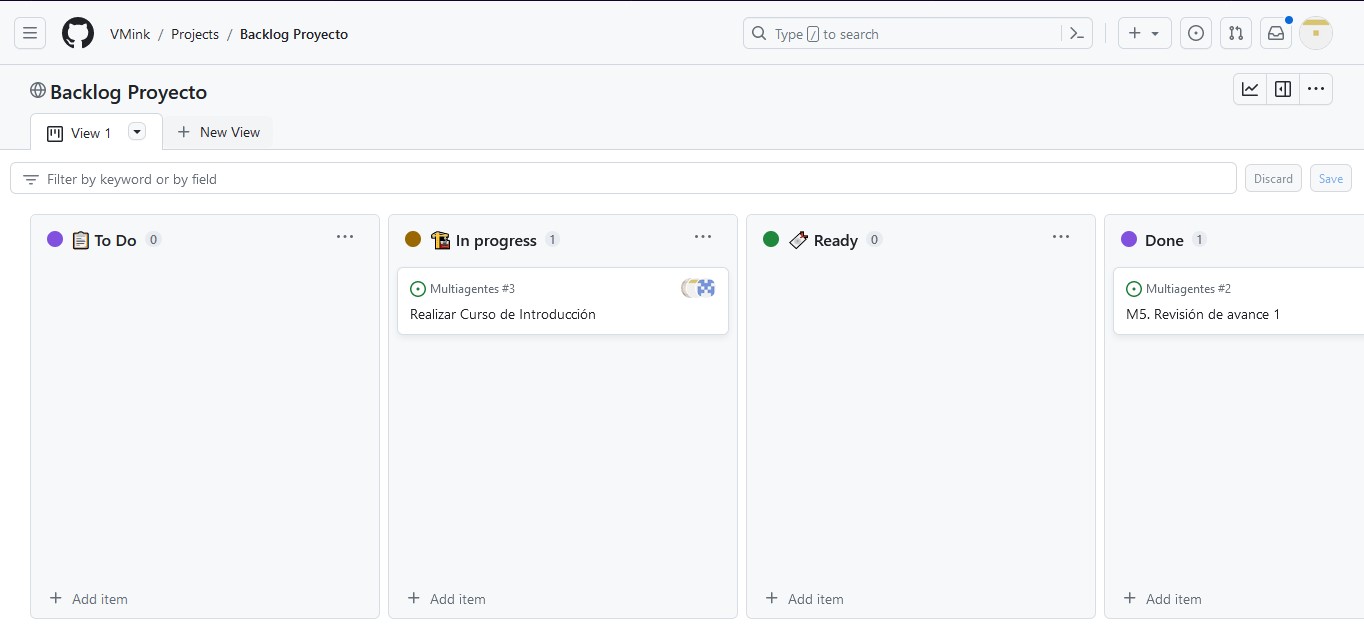 VMink / Projects / Backlog Proyecto
Type / to search
Backlog Proyecto
View 1
New View
Filter by keyword or by field
Discard
Save
To Do 0
In progress 1
Multiagentes #3
Realizar Curso de Introducción
Ready 0
Done 1
Multiagentes #2
M5. Revisión de avance 1
Add item
Add item
Add item
Add item